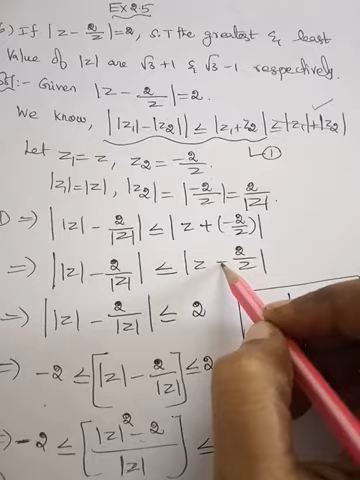 EX 2.5
6) If |z - 2/z| = 2, S.T the greatest & least
value of |z| are √3 + 1 & √3 - 1 respectively.
Sol:- Given |z - 2/z| = 2.
We know, ||z₁| - |z₂|| ≤ |z₁ + z₂| ≤ |z₁| + |z₂| ✓
Let z₁ = z, z₂ = -2/z. ①
|z₁| = |z|, |z₂| = |-2/z| = 2/|z|.
⇒ ||z| - 2/|z|| ≤ |z + (-2/z)|
⇒ ||z| - 2/|z|| ≤ |z - 2/z|
⇒ ||z| - 2/|z|| ≤ 2
⇒ -2 ≤ [|z| - 2/|z|] ≤ 2
⇒ -2 ≤ [(|z|² - 2)/|z|] ≤